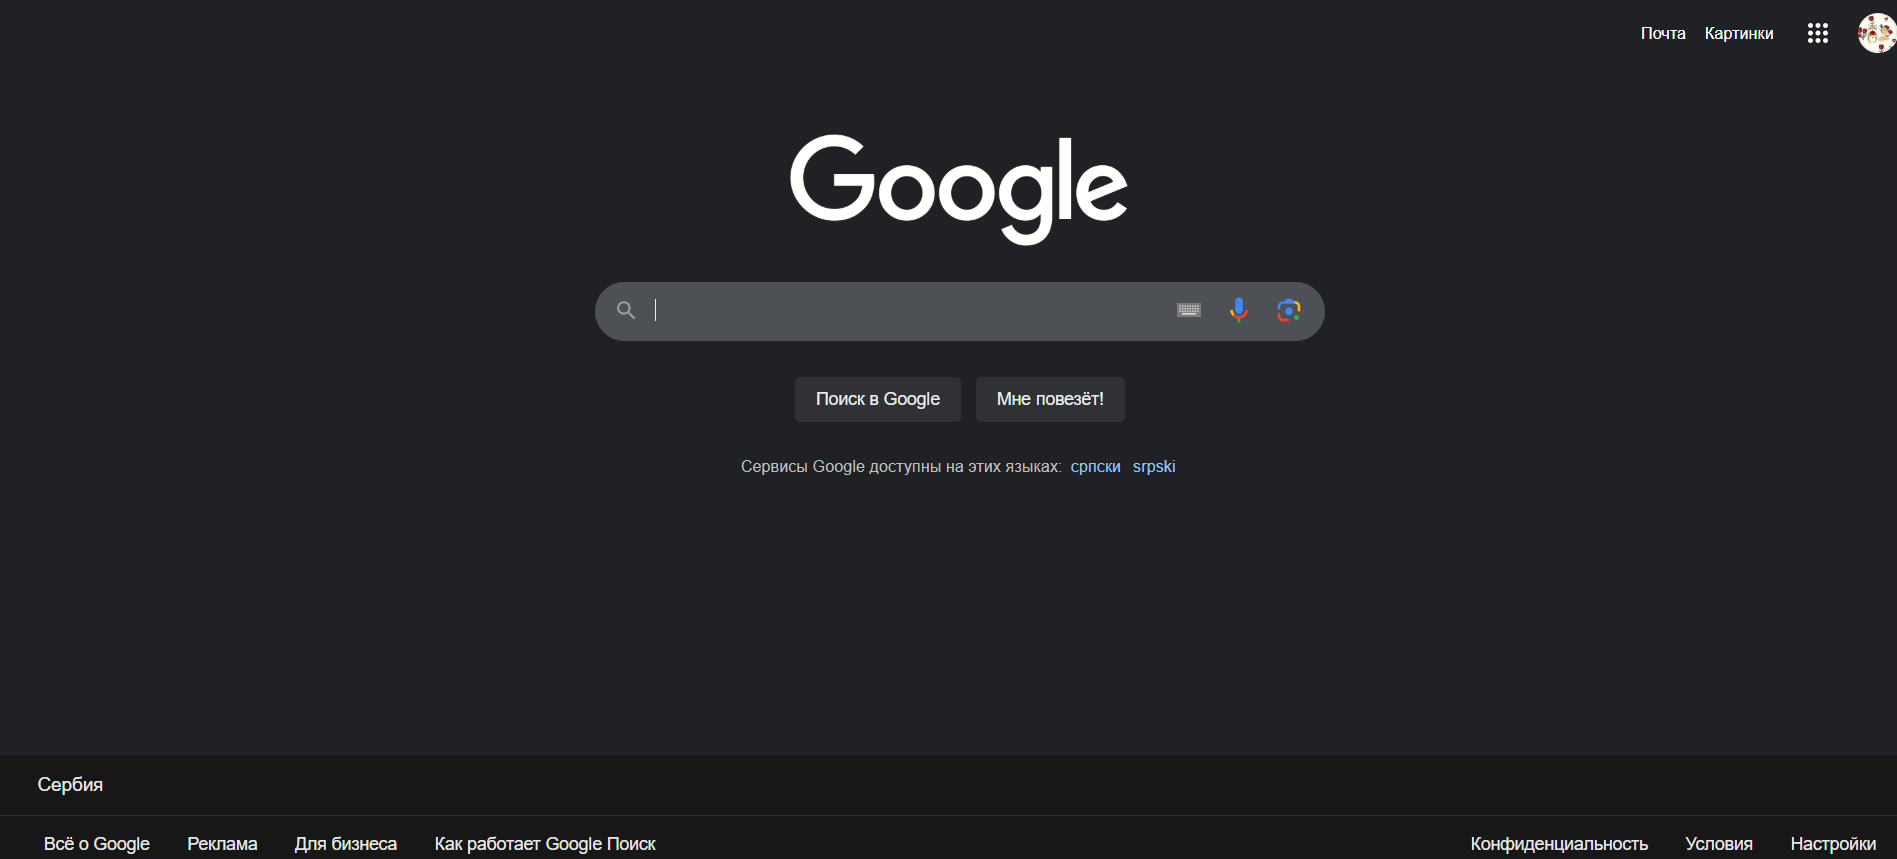 Почта Картинки
Google
Поиск в Google Мне повезёт!
Сервисы Google доступны на этих языках: српски srpski
Сербия
Всё о Google Реклама Для бизнеса Как работает Google Поиск Конфиденциальность Условия Настройки